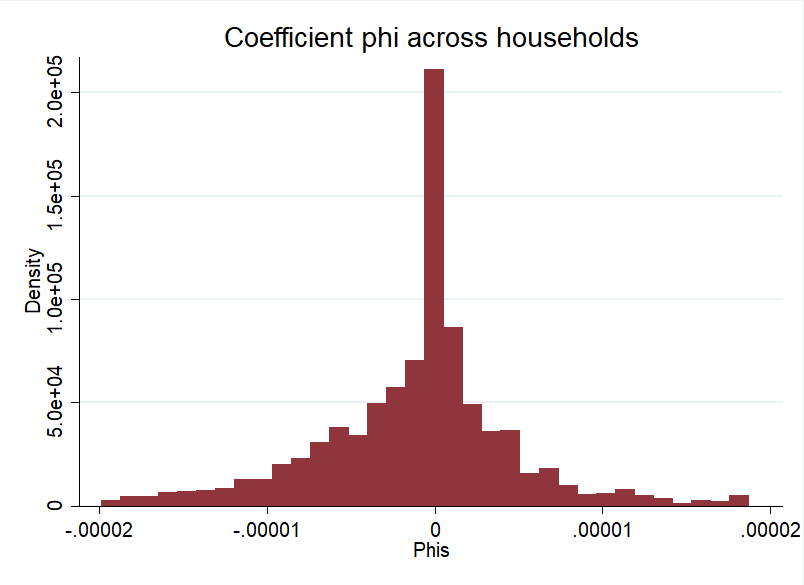 Coefficient phi across households
Density
2.0e+05
1.5e+05
1.0e+05
5.0e+04
0
-.00002 -.00001 0 .00001 .00002
Phis